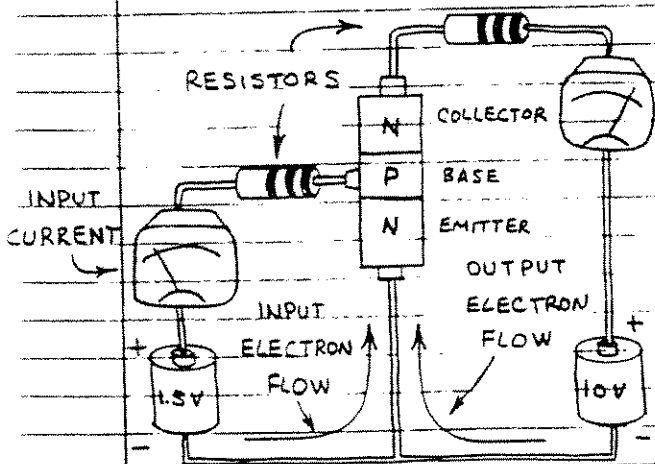 RESISTORS
N COLLECTOR
P BASE
N EMITTER
INPUT
CURRENT
OUTPUT
ELECTRON
FLOW
INPUT
ELECTRON
FLOW
+
1.5V
-
+
10V
-